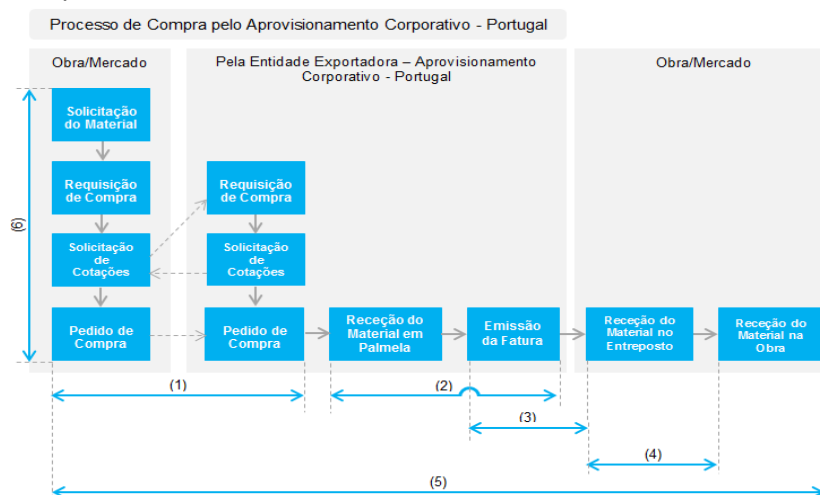 Processo de Compra pelo Aprovisionamento Corporativo - Portugal
Obra/Mercado
Pela Entidade Exportadora – Aprovisionamento
Corporativo - Portugal
Obra/Mercado
Solicitação
do Material
Requisição
de Compra
Requisição
de Compra
Solicitação
de
Cotações
Solicitação
de
Cotações
Pedido de
Compra
Pedido de
Compra
Receção do
Material em
Palmela
Emissão
da Fatura
Receção do
Material no
Entreposto
Receção do
Material na
Obra
(6)
(1)
(2)
(3)
(4)
(5)